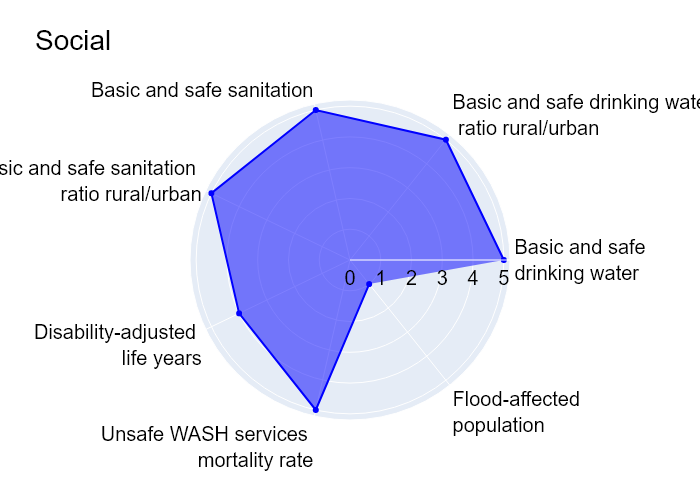 Social
Basic and safe sanitation
Basic and safe drinking wate
ratio rural/urban
sic and safe sanitation
ratio rural/urban
Basic and safe
drinking water
0 1 2 3 4 5
Disability-adjusted
life years
Flood-affected
population
Unsafe WASH services
mortality rate